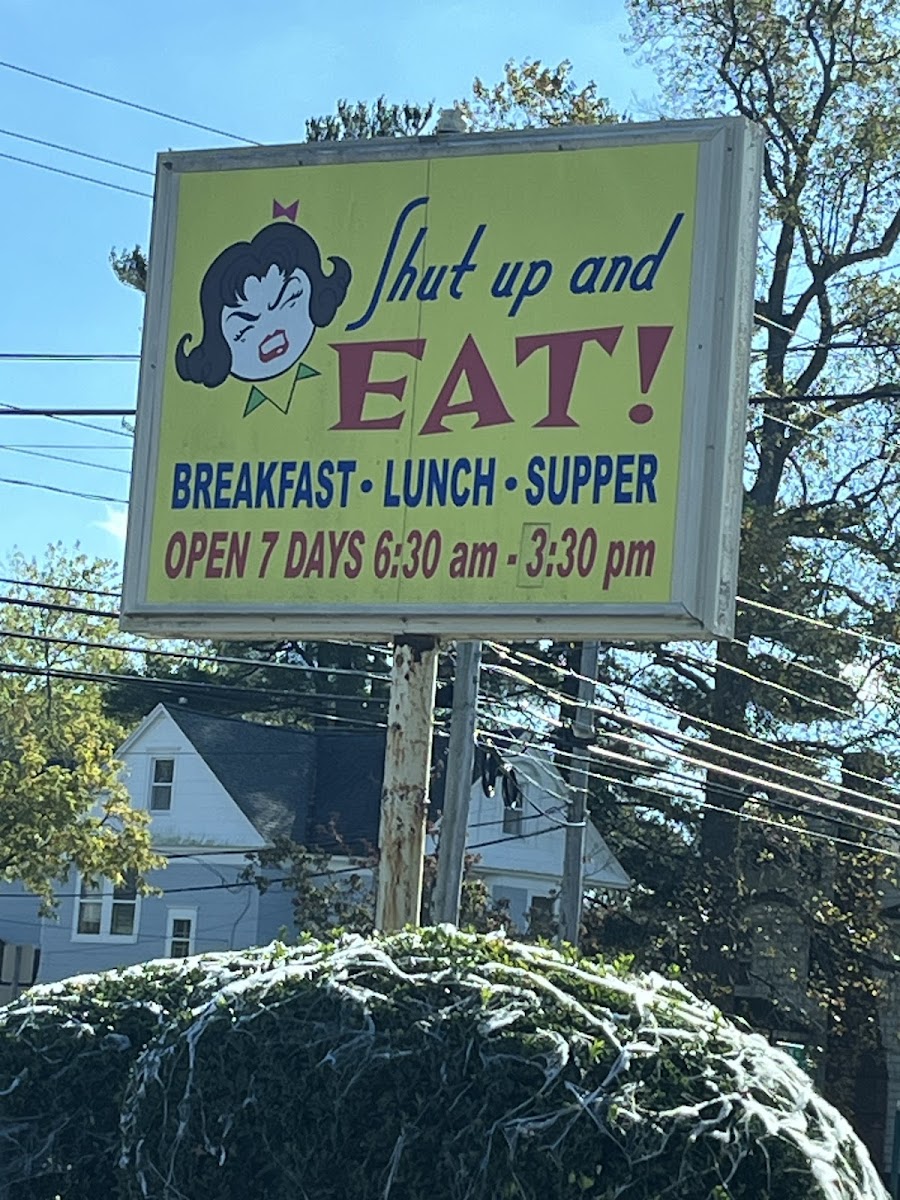 Shut up and
EAT!
BREAKFAST • LUNCH • SUPPER
OPEN 7 DAYS 6:30 am - 3:30 pm